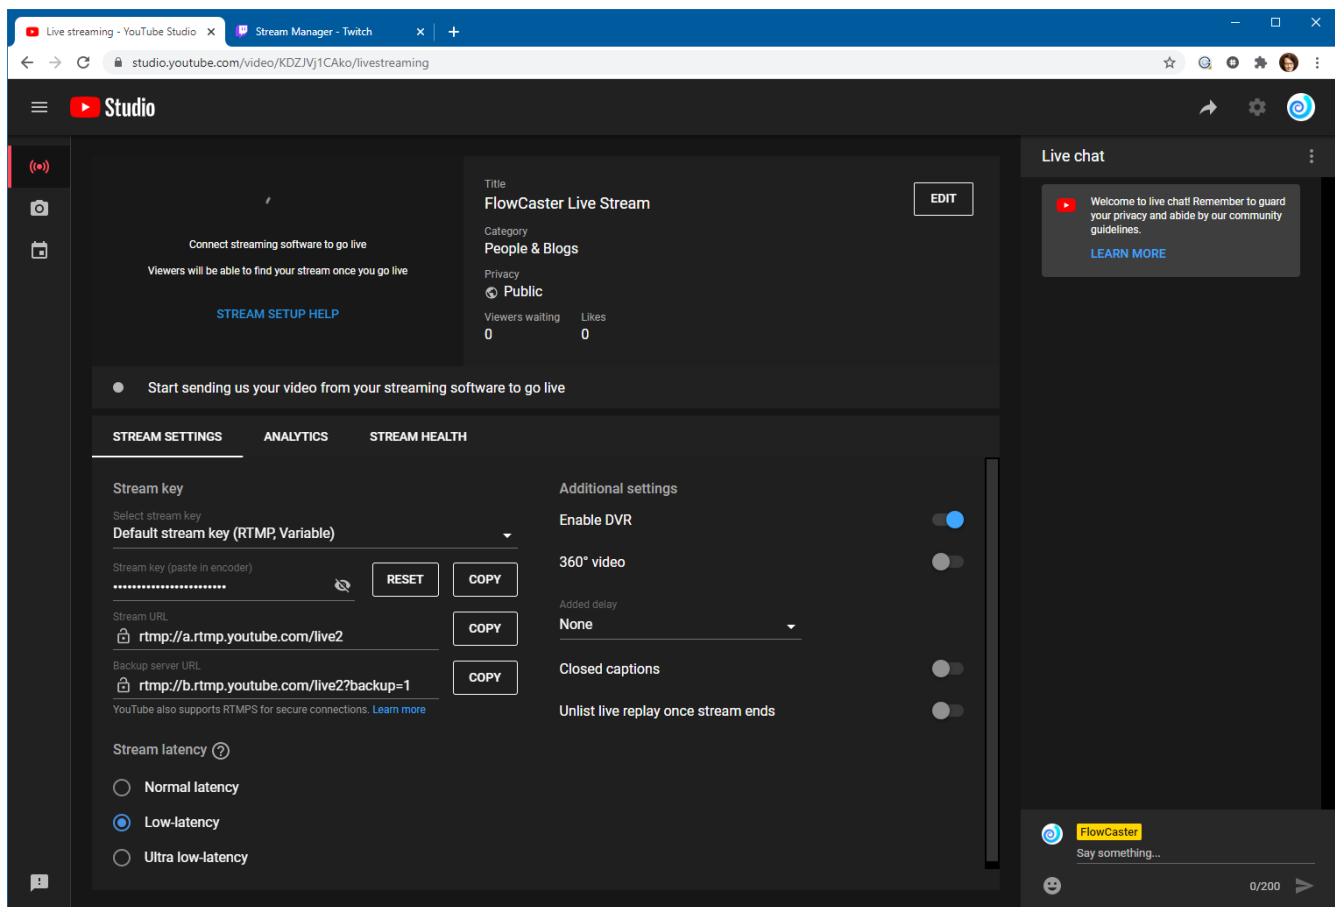 Live streaming - YouTube Studio
Stream Manager - Twitch
studio.youtube.com/video/KDZJVj1CAko/livestreaming
Studio
Connect streaming software to go live
Viewers will be able to find your stream once you go live
STREAM SETUP HELP
Title
FlowCaster Live Stream
EDIT
Category
People & Blogs
Privacy
Public
Viewers waiting Likes
0 0
Start sending us your video from your streaming software to go live
STREAM SETTINGS ANALYTICS STREAM HEALTH
Stream key
Select stream key
Default stream key (RTMP, Variable)
Stream key (paste in encoder)
•••••••••••••••••••••••• RESET COPY
Stream URL
rtmp://a.rtmp.youtube.com/live2 COPY
Backup server URL
rtmp://b.rtmp.youtube.com/live2?backup=1 COPY
YouTube also supports RTMPS for secure connections. Learn more
Stream latency
Normal latency
Low-latency
Ultra low-latency
Additional settings
Enable DVR
360° video
Added delay
None
Closed captions
Unlist live replay once stream ends
Live chat
Welcome to live chat! Remember to guard
your privacy and abide by our community
guidelines.
LEARN MORE
FlowCaster
Say something...
0/200